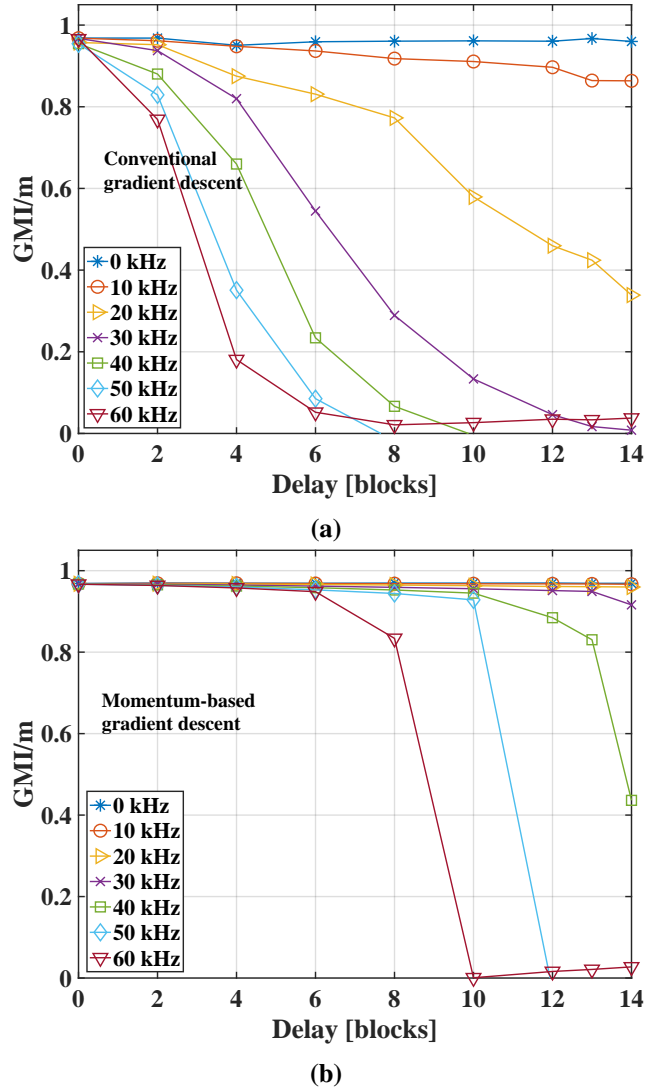 1
0.8
0.6
0.4
0.2
0
GMI/m
Conventional
gradient descent
0 kHz
10 kHz
20 kHz
30 kHz
40 kHz
50 kHz
60 kHz
0 2 4 6 8 10 12 14
Delay [blocks]
(a)
1
0.8
0.6
0.4
0.2
0
GMI/m
Momentum-based
gradient descent
0 kHz
10 kHz
20 kHz
30 kHz
40 kHz
50 kHz
60 kHz
0 2 4 6 8 10 12 14
Delay [blocks]
(b)